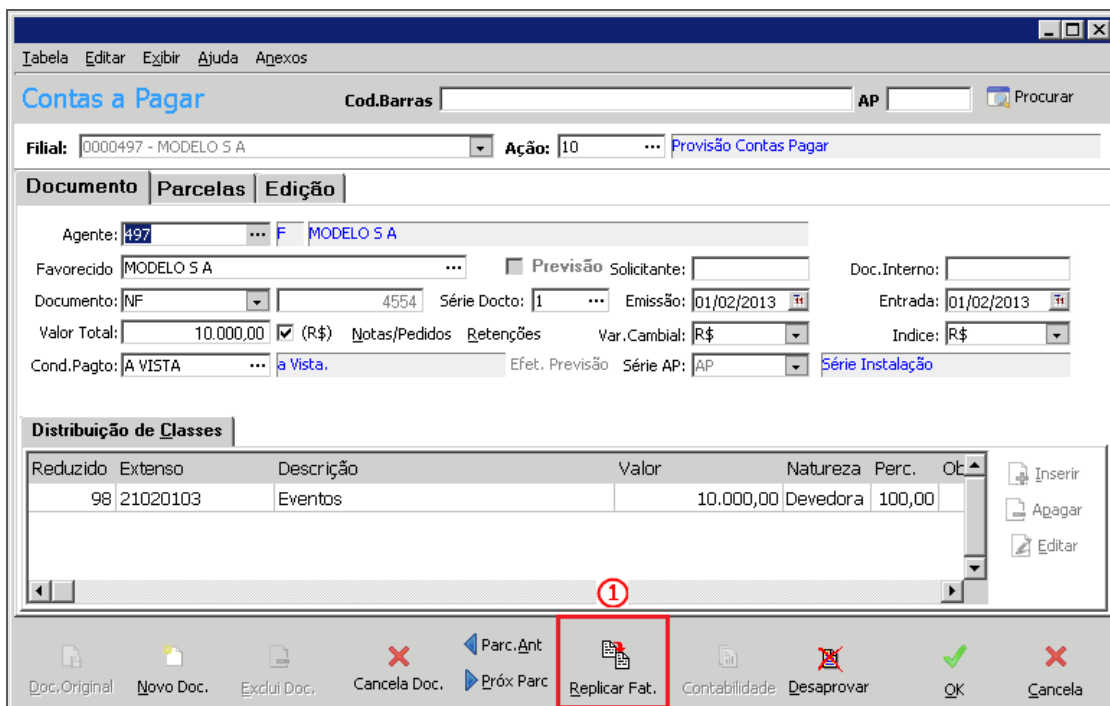 Tabela Editar Exibir Ajuda Anexos
Contas a Pagar Cod.Barras AP Procurar
Filial: 0000497 - MODELO S A Ação: 10 ... Provisão Contas Pagar
Documento Parcelas Edição
Agente: 497 ... F MODELO S A
Favorecido MODELO S A ... Previsão Solicitante: Doc.Interno:
Documento: NF 4554 Série Docto: 1 ... Emissão: 01/02/2013 Entrada: 01/02/2013
Valor Total: 10.000,00 (R$) Notas/Pedidos Retenções Var.Cambial: R$ Indice: R$
Cond.Pagto: A VISTA ... a Vista. Efet. Previsão Série AP: AP Série Instalação
Distribuição de Classes
Reduzido Extenso Descrição Valor Natureza Perc. Ob
98 21020103 Eventos 10.000,00 Devedora 100,00
Inserir
Apagar
Editar
1
Parc.Ant
Próx Parc
Doc.Original Novo Doc. Exclui Doc. Cancela Doc. Replicar Fat. Contabilidade Desaprovar OK Cancela